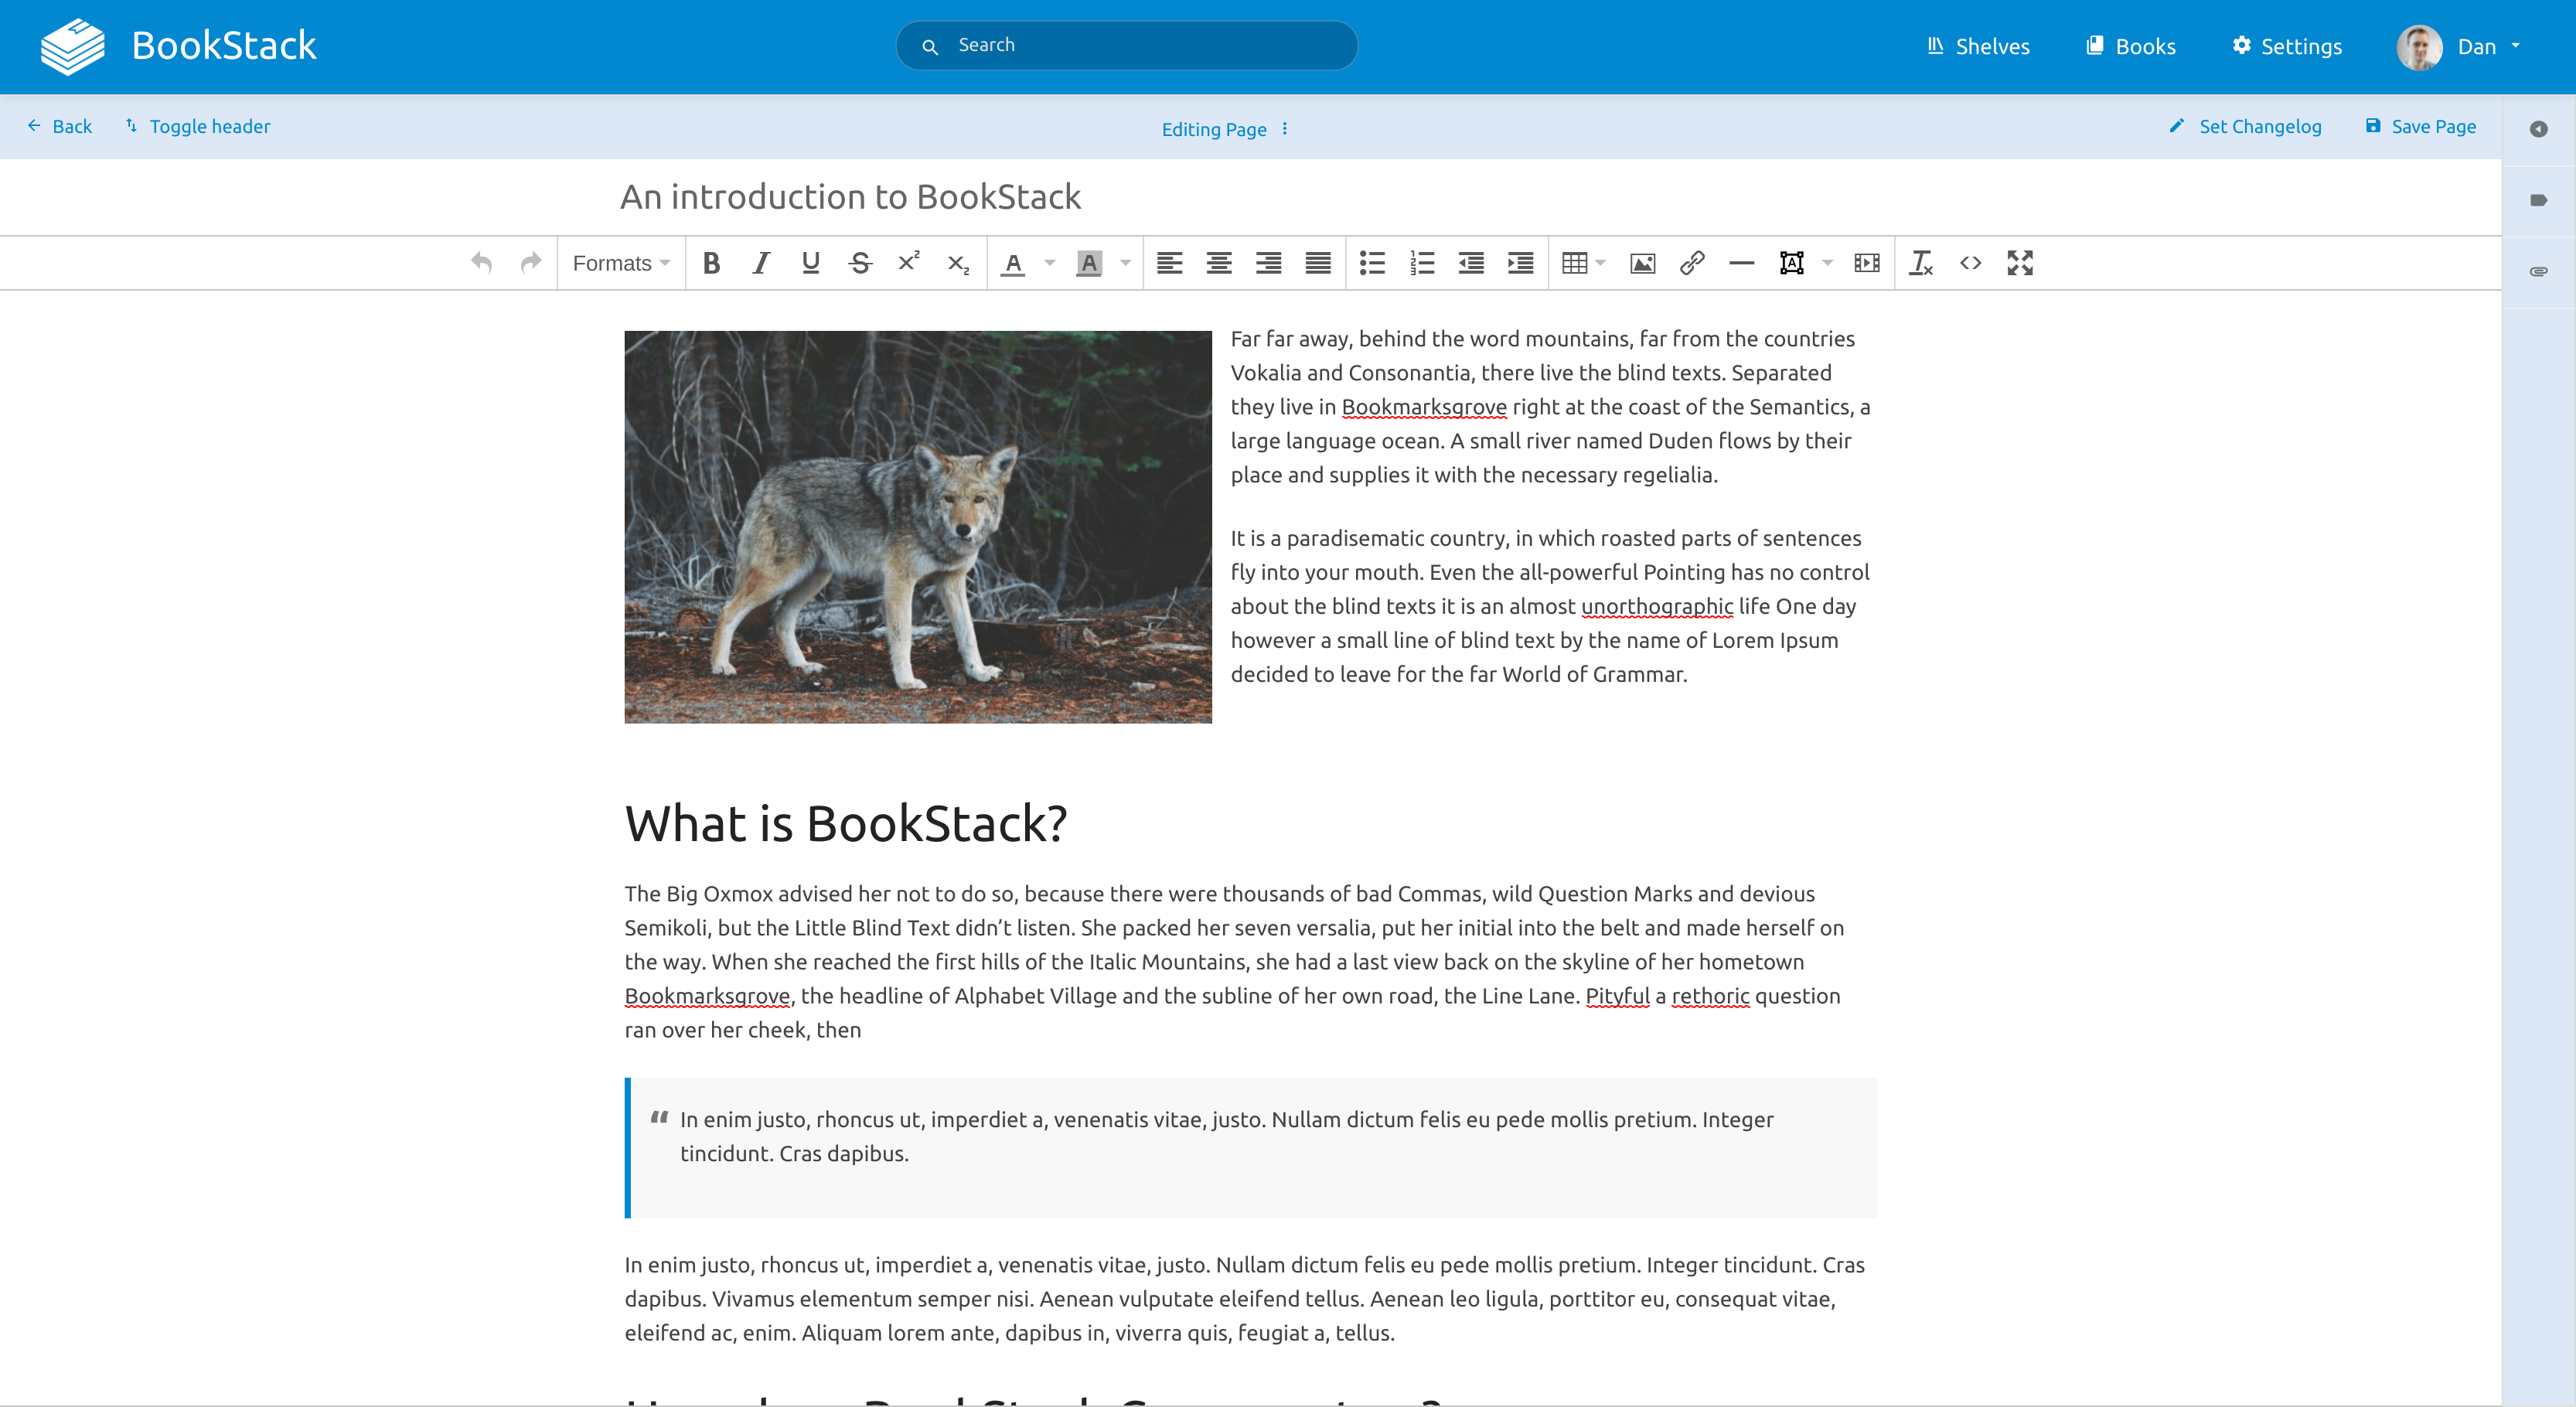 BookStack
Search
Shelves
Books
Settings
Dan
Back
Toggle header
Editing Page
Set Changelog
Save Page
An introduction to BookStack
Formats
Far far away, behind the word mountains, far from the countries
Vokalia and Consonantia, there live the blind texts. Separated
they live in Bookmarksgrove right at the coast of the Semantics, a
large language ocean. A small river named Duden flows by their
place and supplies it with the necessary regelialia.
It is a paradisematic country, in which roasted parts of sentences
fly into your mouth. Even the all-powerful Pointing has no control
about the blind texts it is an almost unorthographic life One day
however a small line of blind text by the name of Lorem Ipsum
decided to leave for the far World of Grammar.
What is BookStack?
The Big Oxmox advised her not to do so, because there were thousands of bad Commas, wild Question Marks and devious
Semikoli, but the Little Blind Text didn’t listen. She packed her seven versalia, put her initial into the belt and made herself on
the way. When she reached the first hills of the Italic Mountains, she had a last view back on the skyline of her hometown
Bookmarksgrove, the headline of Alphabet Village and the subline of her own road, the Line Lane. Pityful a rethoric question
ran over her cheek, then
“ In enim justo, rhoncus ut, imperdiet a, venenatis vitae, justo. Nullam dictum felis eu pede mollis pretium. Integer
tincidunt. Cras dapibus.
In enim justo, rhoncus ut, imperdiet a, venenatis vitae, justo. Nullam dictum felis eu pede mollis pretium. Integer tincidunt. Cras
dapibus. Vivamus elementum semper nisi. Aenean vulputate eleifend tellus. Aenean leo ligula, porttitor eu, consequat vitae,
eleifend ac, enim. Aliquam lorem ante, dapibus in, viverra quis, feugiat a, tellus.